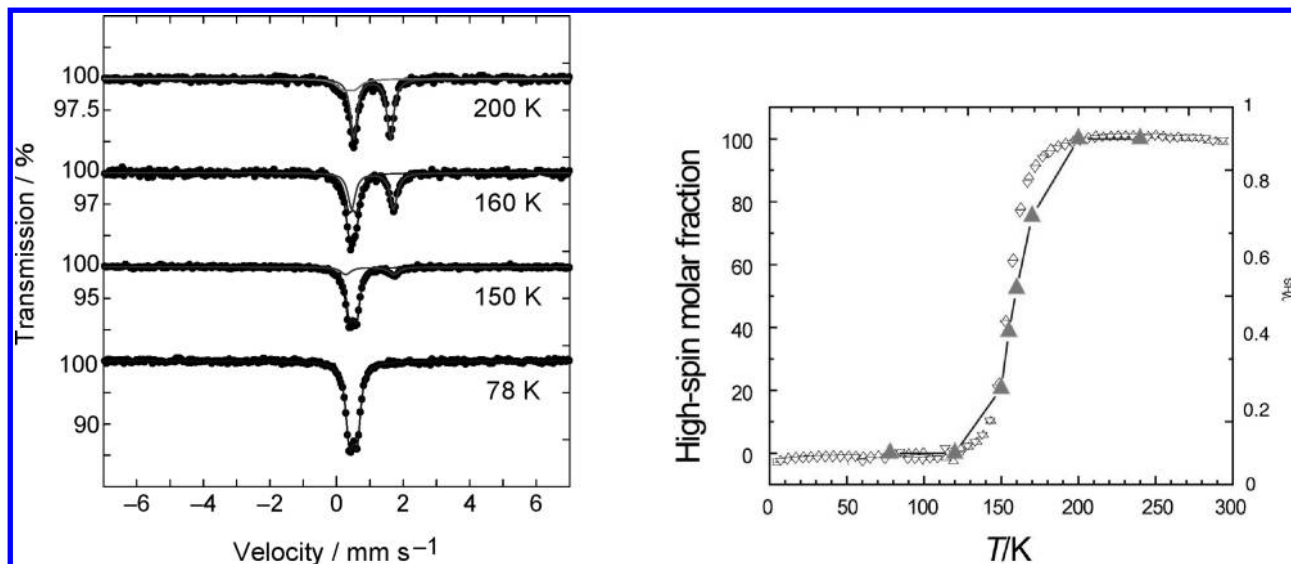 −6 −4 −2 0 2 4 6
100
97.5
200 K
100
97
160 K
100
95
150 K
100
90
78 K
Transmission / %
Velocity / mm s−1
100
80
60
40
20
0
High-spin molar fraction
0 50 100 150 200 250 300
T/K
1
0.8
0.6
0.4
0.2
0